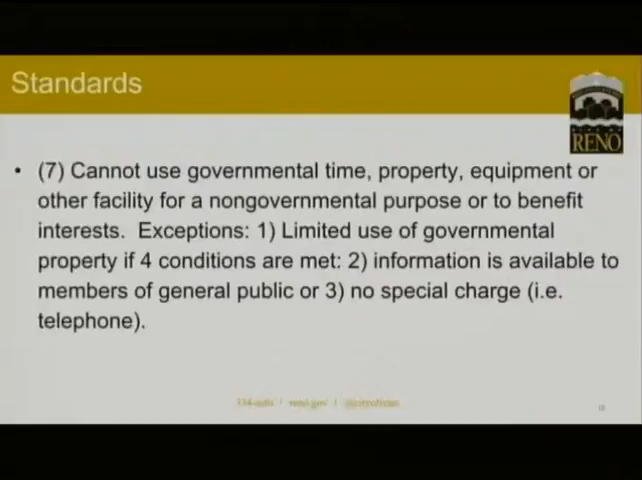 Standards
RENO
• (7) Cannot use governmental time, property, equipment or
other facility for a nongovernmental purpose or to benefit
interests.  Exceptions: 1) Limited use of governmental
property if 4 conditions are met: 2) information is available to
members of general public or 3) no special charge (i.e.
telephone).
reno.gov